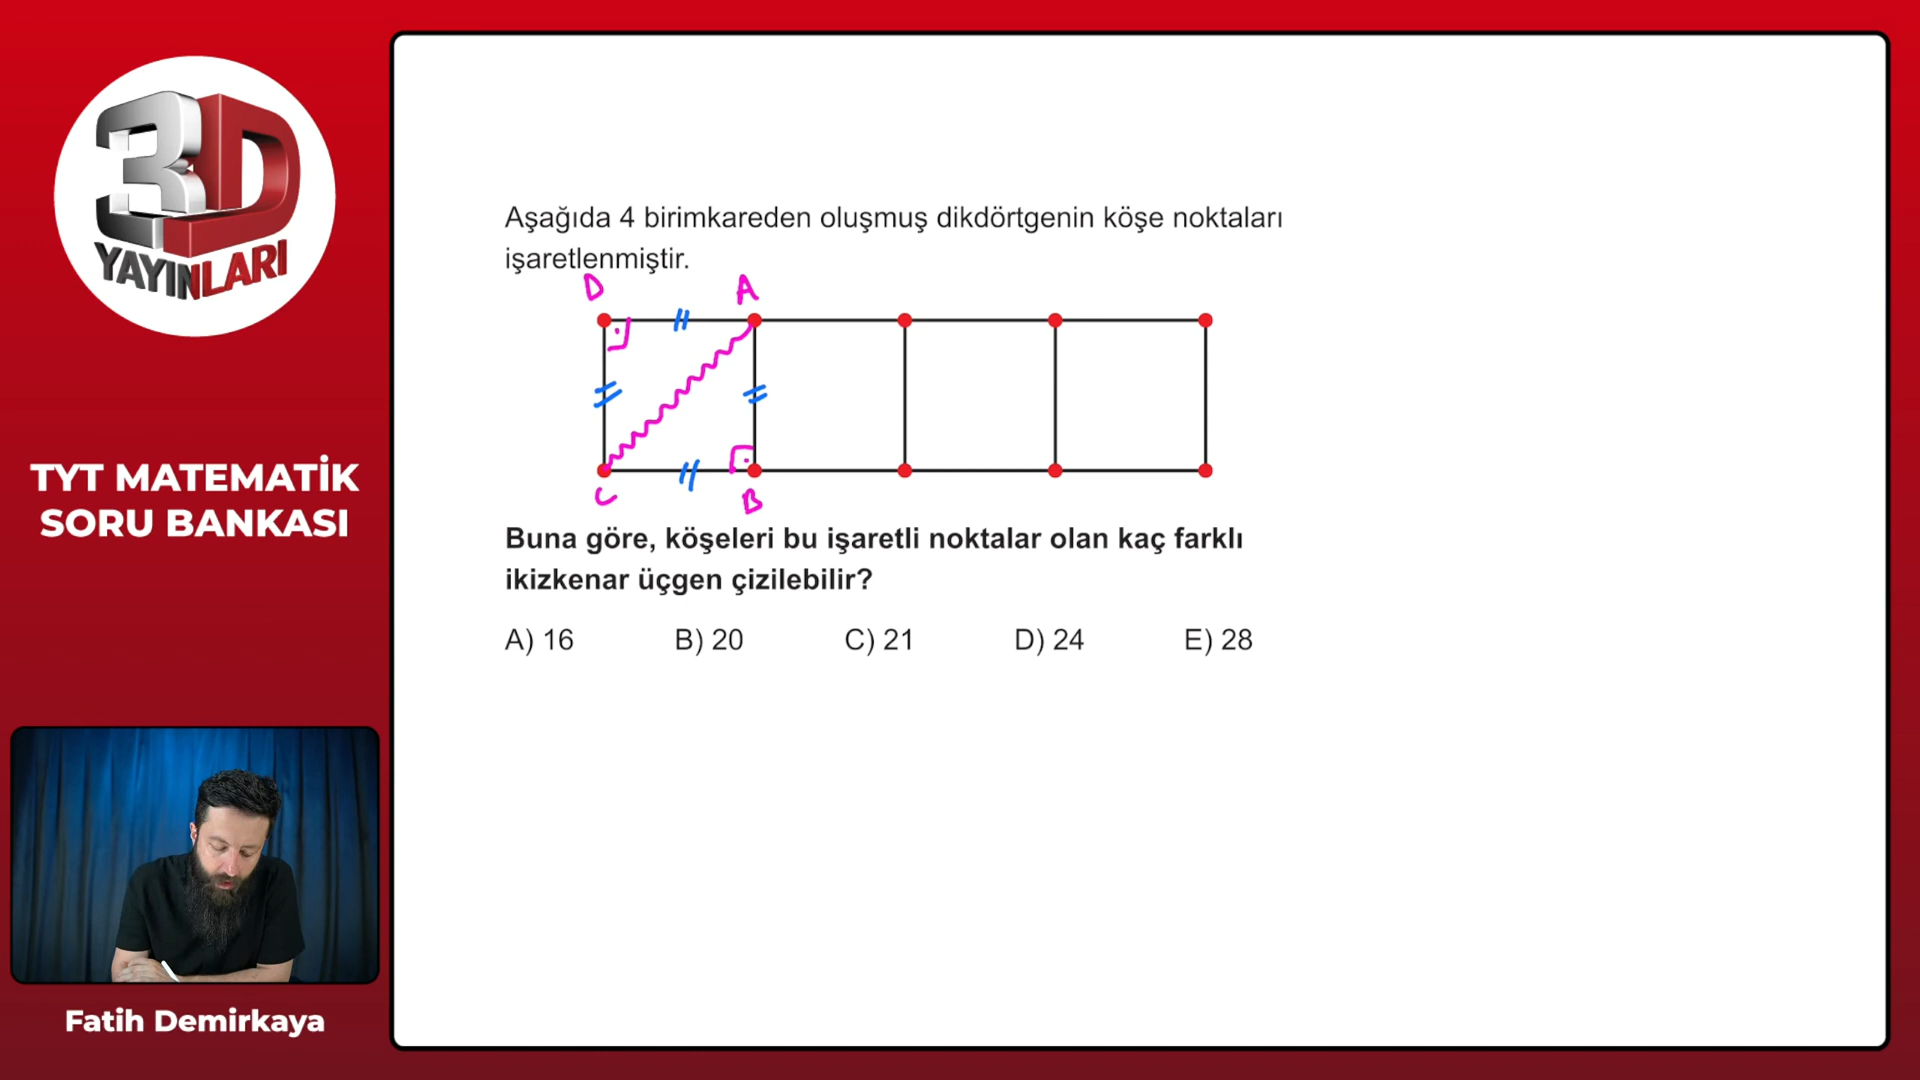 3D
YAYINLARI
TYT MATEMATİK
SORU BANKASI
Fatih Demirkaya
Aşağıda 4 birimkareden oluşmuş dikdörtgenin köşe noktaları
işaretlenmiştir.
D A
C B
Buna göre, köşeleri bu işaretli noktalar olan kaç farklı
ikizkenar üçgen çizilebilir?
A) 16 B) 20 C) 21 D) 24 E) 28